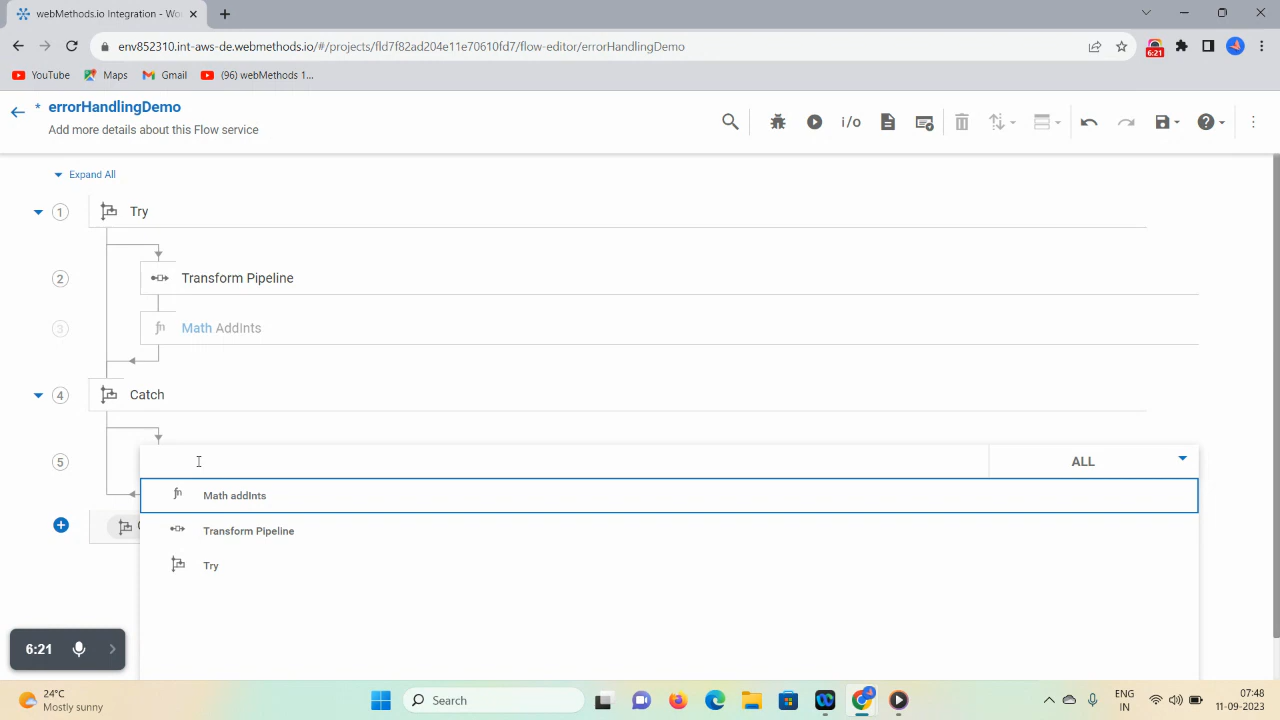 webMethods.io Integration - Wo
env852310.int-aws-de.webmethods.io/#/projects/fld7f82ad204e11e70610fd7/flow-editor/errorHandlingDemo
6:21
YouTube
Maps
Gmail
(96) webMethods 1...
* errorHandlingDemo
Add more details about this Flow service
i/o
Expand All
1 Try
2 Transform Pipeline
3 Math AddInts
4 Catch
5
ALL
Math addInts
Transform Pipeline
Try
6:21
24°C
Mostly sunny
Search
ENG
IN
07:48
11-09-2023